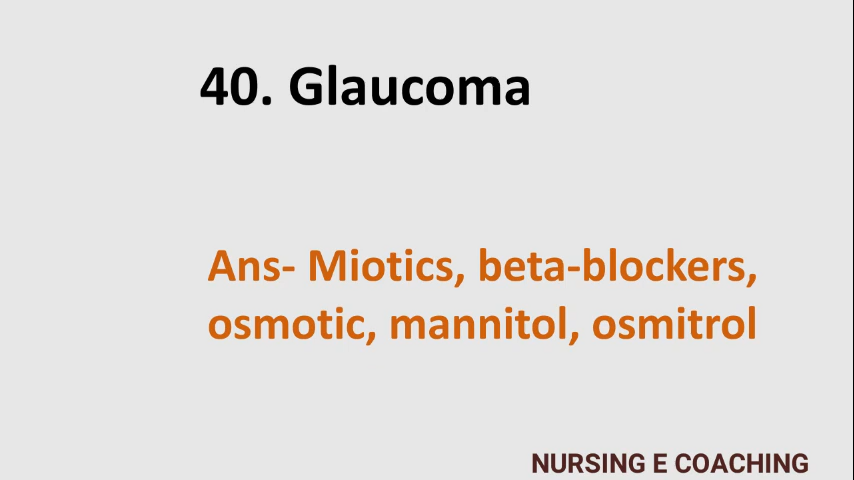 40. Glaucoma
Ans- Miotics, beta-blockers,
osmotic, mannitol, osmitrol
NURSING E COACHING